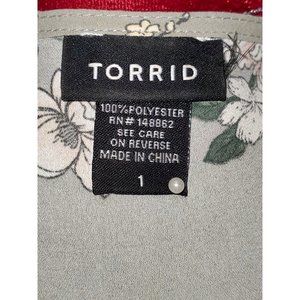 TORRID
100% POLYESTER
RN# 148862
SEE CARE
ON REVERSE
MADE IN CHINA
1